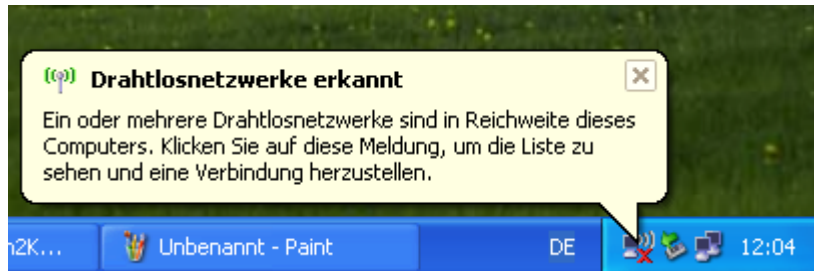 Drahtlosnetzwerke erkannt
Ein oder mehrere Drahtlosnetzwerke sind in Reichweite dieses
Computers. Klicken Sie auf diese Meldung, um die Liste zu
sehen und eine Verbindung herzustellen.
n2K... Unbenannt - Paint DE 12:04